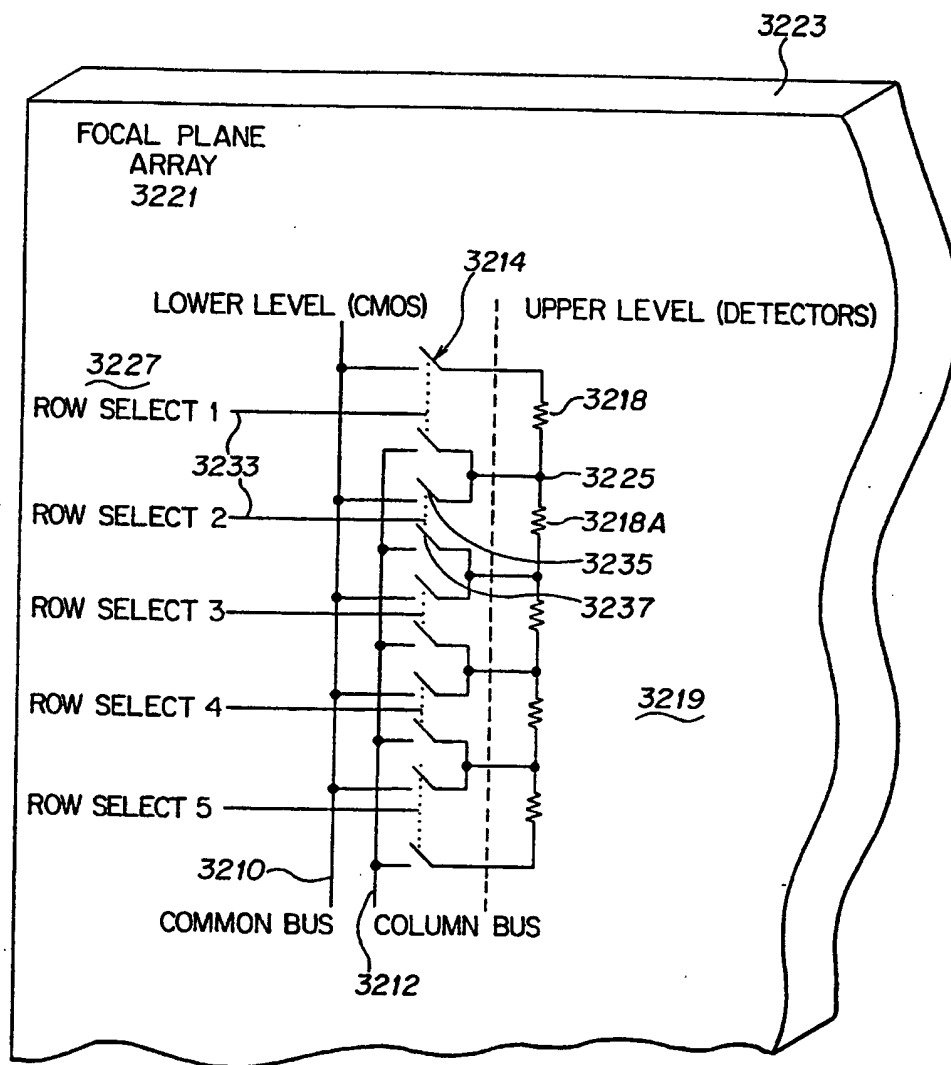 3223
FOCAL PLANE
ARRAY
3221
3214
LOWER LEVEL (CMOS)
UPPER LEVEL (DETECTORS)
3227
ROW SELECT 1
3218
3233
3225
ROW SELECT 2
3218A
3235
3237
ROW SELECT 3
ROW SELECT 4
3219
ROW SELECT 5
3210
COMMON BUS
COLUMN BUS
3212